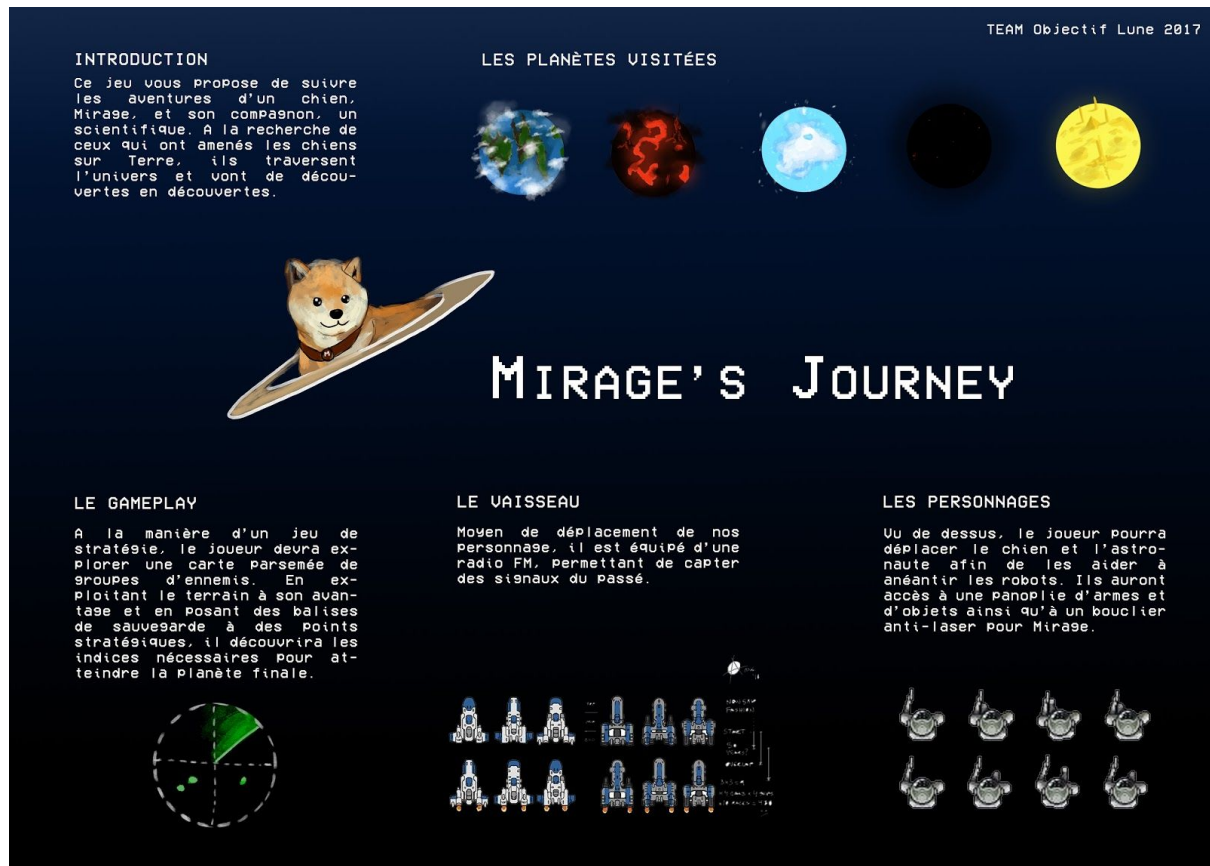 TEAM Objectif Lune 2017
INTRODUCTION
Ce jeu vous propose de suivre
les aventures d'un chien,
Mirage, et son compagnon, un
scientifique. A la recherche de
ceux qui ont amenés les chiens
sur Terre, ils traversent
l'univers et vont de décou-
vertes en découvertes.
LES PLANÈTES VISITÉES
M
MIRAGE'S JOURNEY
LE GAMEPLAY
A la manière d'un jeu de
stratégie, le joueur devra ex-
plorer une carte parsemée de
groupes d'ennemis. En ex-
ploitant le terrain à son avan-
tage et en posant des balises
de sauvegarde à des points
stratégiques, il découvrira les
indices nécessaires pour at-
teindre la planète finale.
LE VAISSEAU
Moyen de déplacement de nos
personnage, il est équipé d'une
radio FM, permettant de capter
des signaux du passé.
LES PERSONNAGES
Vu de dessus, le joueur pourra
déplacer le chien et l'astro-
naute afin de les aider à
anéantir les robots. Ils auront
accès à une panoplie d'armes et
d'objets ainsi qu'à un bouclier
anti-laser pour Mirage.